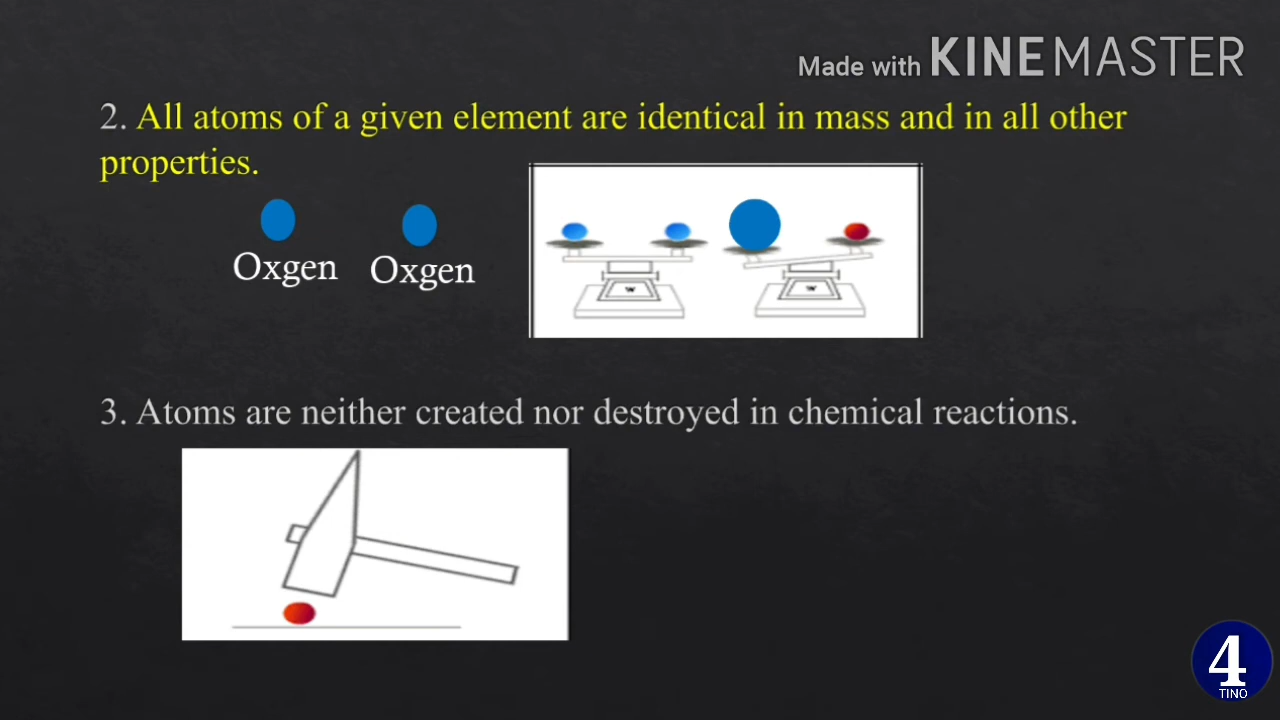 Made with KINEMASTER
2. All atoms of a given element are identical in mass and in all other
properties.
Oxgen Oxgen
W W
3. Atoms are neither created nor destroyed in chemical reactions.
4
TINO